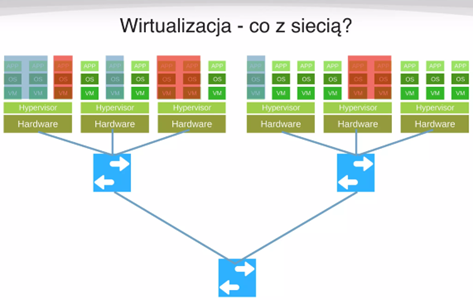 Wirtualizacja - co z siecią?
APP APP APP APP APP APP APP APP APP APP APP APP APP APP APP APP APP APP
OS OS OS OS OS OS OS OS OS OS OS OS OS OS OS OS OS OS
VM VM VM VM VM VM VM VM VM VM VM VM VM VM VM VM VM VM
Hypervisor Hypervisor Hypervisor Hypervisor Hypervisor Hypervisor
Hardware Hardware Hardware Hardware Hardware Hardware